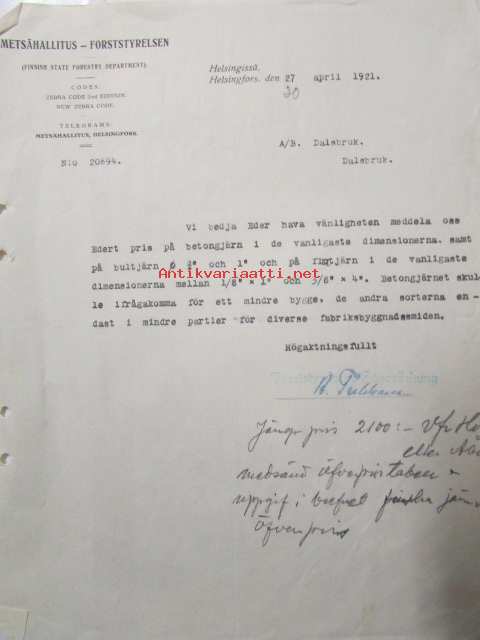 METSÄHALLITUS – FORSTSTYRELSEN
(FINNISH STATE FORESTRY DEPARTMENT)
CODES:
ZEBRA CODE 2nd EDITION.
NEW ZEBRA CODE.
TELEGRAMS:
METSÄHALLITUS, HELSINGFORS.
N:o 20694.
Helsingissä,
Helsingfors, den 27 april 1921.
30
A/B. Dalsbruk.
Dalsbruk.
Vi bedja Eder hava vänligheten meddela oss
Edert pris på betongjärn i de vanligaste dimensionerna, samt
på bultjärn ø 4" och 1" och på flatjärn i de vanligaste
dimensionerna mellan 1/8" x 1" och 5/8" x 4". Betongjärnet skul
le ifrågakomma för ett mindre bygge, de andra sorterna en-
dast i mindre partier för diverse fabriksbyggnadssmiden.
Antikvariaatti.net
Högaktningsfullt
pris 2100:-
eller
medsänd
uppgif i